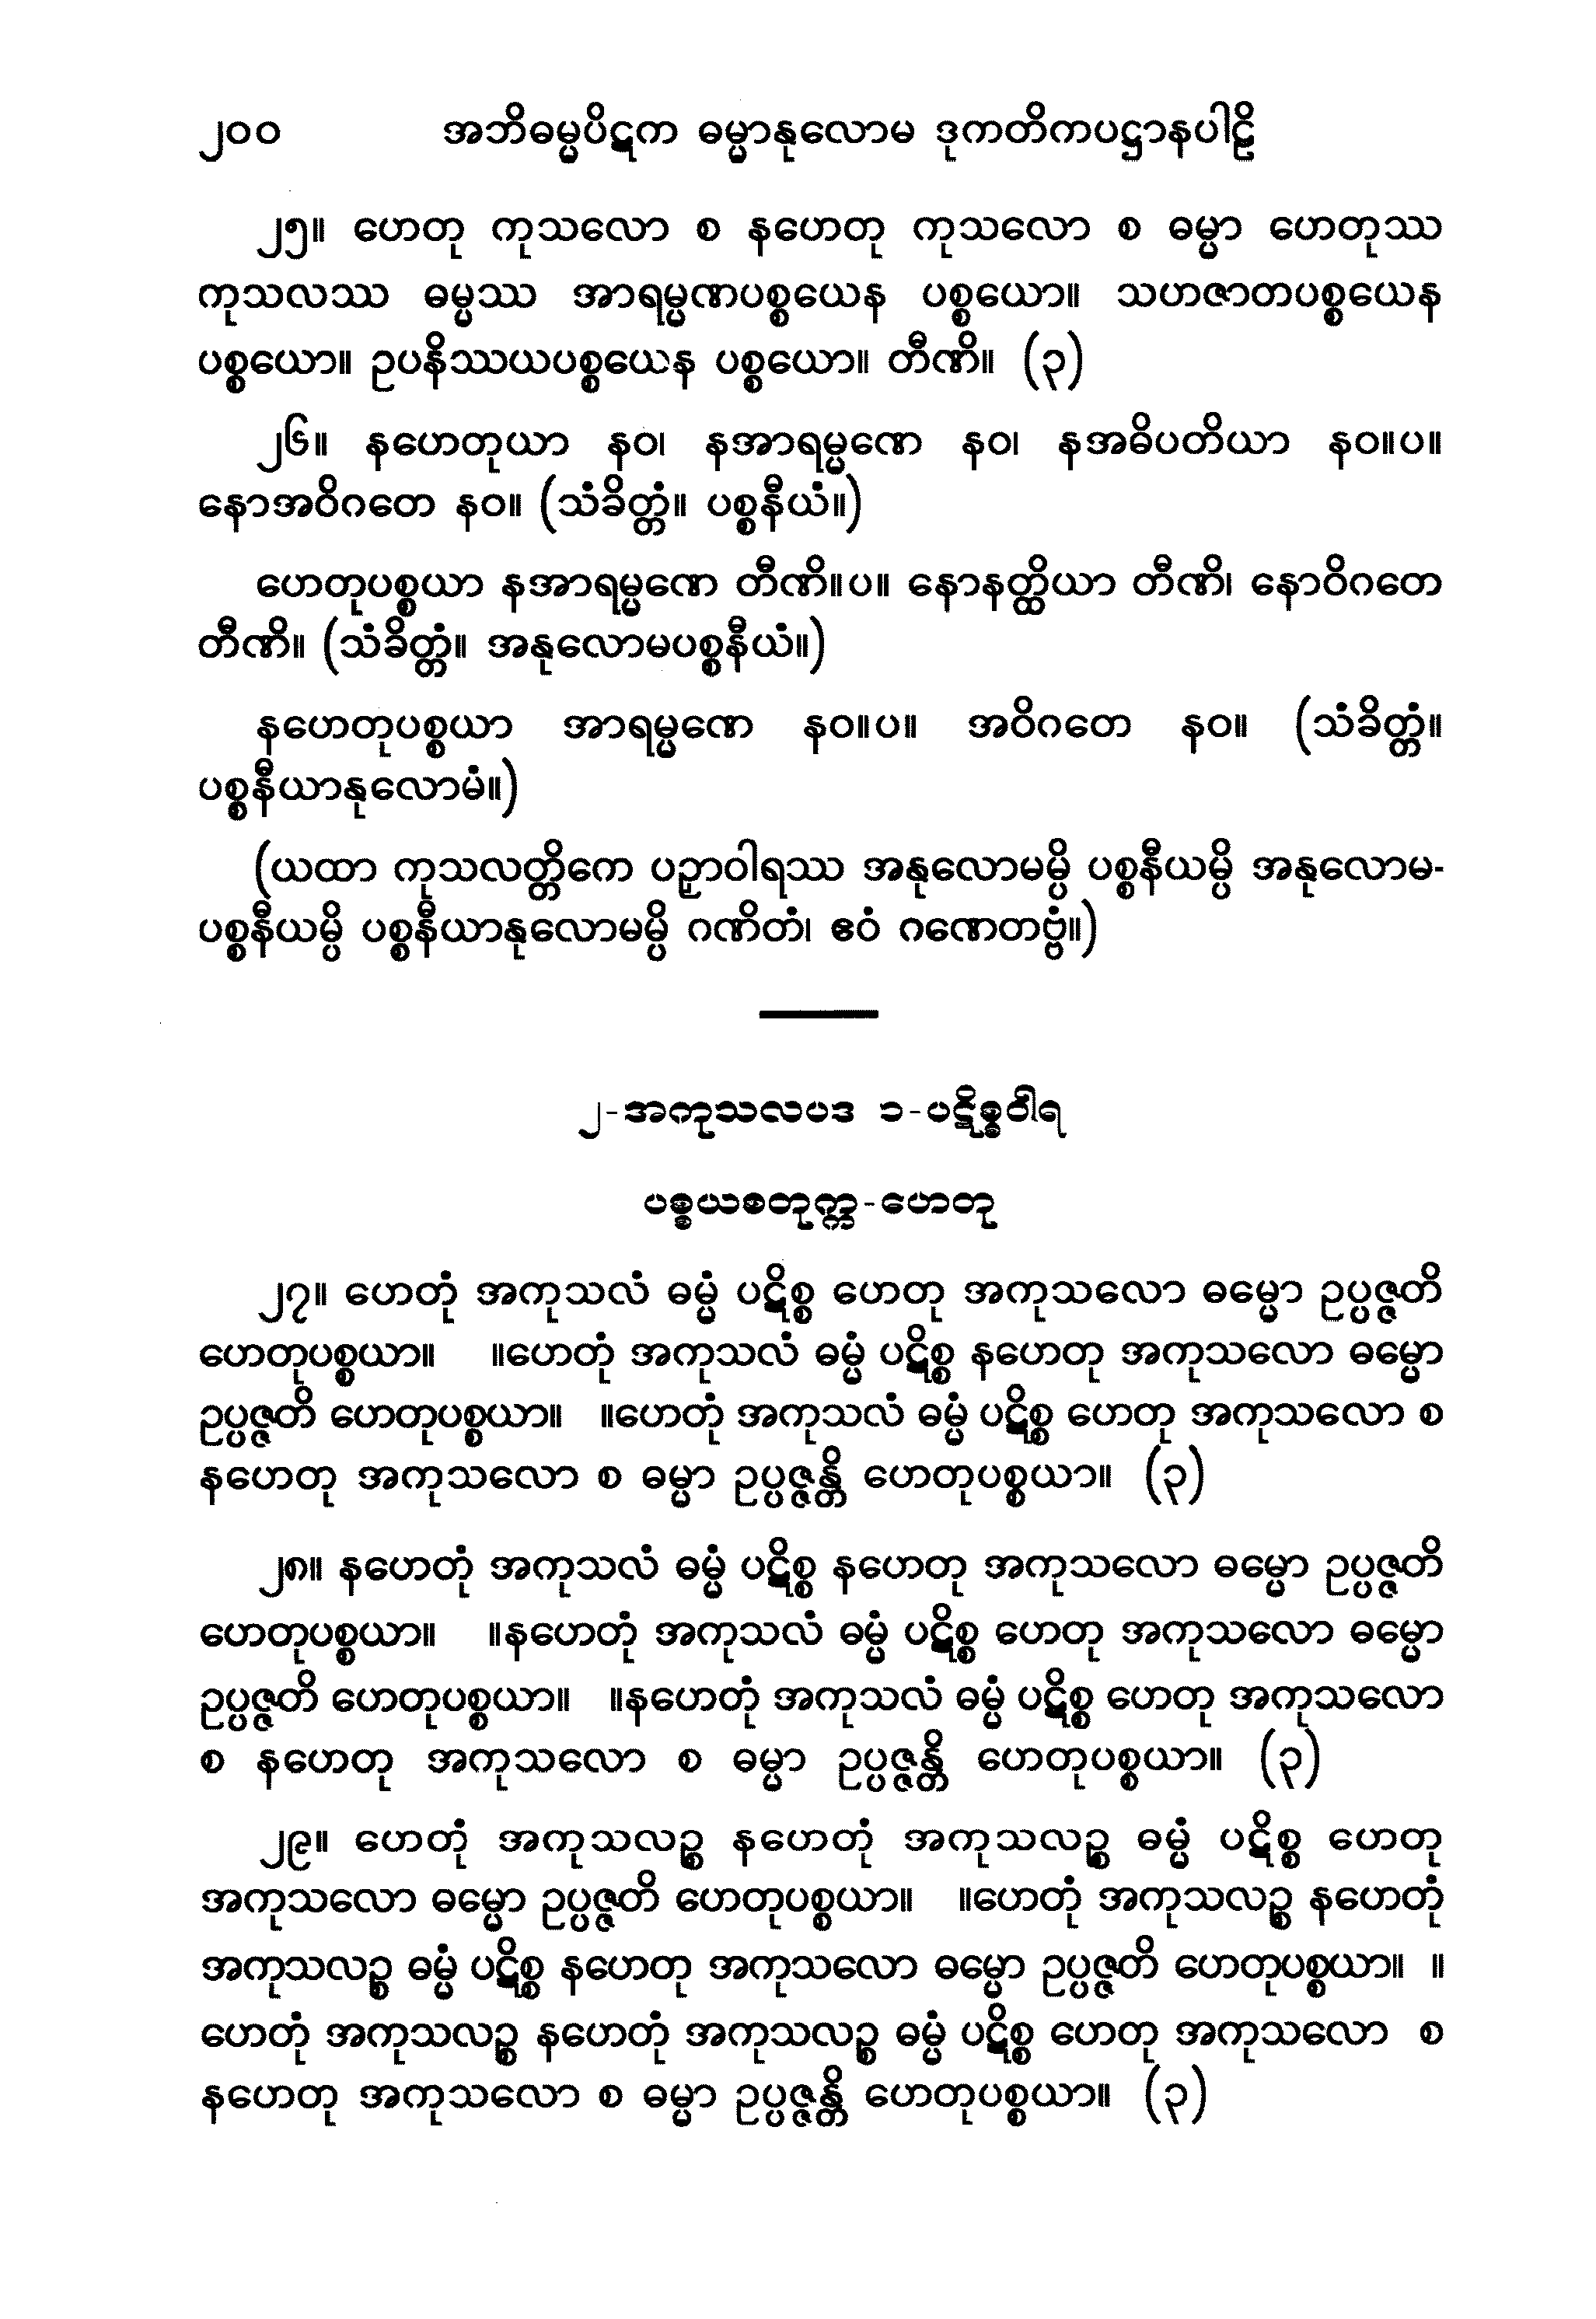 ၂၀၀ အဘိဓမ္မပိဋက ဓမ္မာနုလောမ ဒုကတိကပဋ္ဌာနပါဠိ
၂၅။ ဟေတု ကုသလော စ နဟေတု ကုသလော စ ဓမ္မာ ဟေတုဿ
ကုသလဿ ဓမ္မဿ အာရမ္မဏပစ္စယေန ပစ္စယော။ သဟဇာတပစ္စယေန
ပစ္စယော။ ဥပနိဿယပစ္စယေန ပစ္စယော။ တီဏိ။ (၃)
၂၆။ နဟေတုယာ နဝ၊ နအာရမ္မဏေ နဝ၊ နအဓိပတိယာ နဝ။ပ။
နောအဝိဂတေ နဝ။ (သံခိတ္တံ။ ပစ္စနီယံ။)
ဟေတုပစ္စယာ နအာရမ္မဏေ တီဏိ။ပ။ နောနတ္ထိယာ တီဏိ၊ နောဝိဂတေ
တီဏိ။ (သံခိတ္တံ။ အနုလောမပစ္စနီယံ။)
နဟေတုပစ္စယာ အာရမ္မဏေ နဝ။ပ။ အဝိဂတေ နဝ။ (သံခိတ္တံ။
ပစ္စနီယာနုလောမံ။)
(ယထာ ကုသလတ္တိကေ ပဉှာဝါရဿ အနုလောမမ္ပိ ပစ္စနီယမ္ပိ အနုလောမ-
ပစ္စနီယမ္ပိ ပစ္စနီယာနုလောမမ္ပိ ဂဏိတံ၊ ဧဝံ ဂဏေတဗ္ဗံ။)
၂-အကုသလပဒ ၁-ပဋိစ္စဝါရ
ပစ္စယစတုက္က-ဟေတု
၂၇။ ဟေတုံ အကုသလံ ဓမ္မံ ပဋိစ္စ ဟေတု အကုသလော ဓမ္မော ဥပ္ပဇ္ဇတိ
ဟေတုပစ္စယာ။ ။ဟေတုံ အကုသလံ ဓမ္မံ ပဋိစ္စ နဟေတု အကုသလော ဓမ္မော
ဥပ္ပဇ္ဇတိ ဟေတုပစ္စယာ။ ။ဟေတုံ အကုသလံ ဓမ္မံ ပဋိစ္စ ဟေတု အကုသလော စ
နဟေတု အကုသလော စ ဓမ္မာ ဥပ္ပဇ္ဇန္တိ ဟေတုပစ္စယာ။ (၃)
၂၈။ နဟေတုံ အကုသလံ ဓမ္မံ ပဋိစ္စ နဟေတု အကုသလော ဓမ္မော ဥပ္ပဇ္ဇတိ
ဟေတုပစ္စယာ။ ။နဟေတုံ အကုသလံ ဓမ္မံ ပဋိစ္စ ဟေတု အကုသလော ဓမ္မော
ဥပ္ပဇ္ဇတိ ဟေတုပစ္စယာ။ ။နဟေတုံ အကုသလံ ဓမ္မံ ပဋိစ္စ ဟေတု အကုသလော
စ နဟေတု အကုသလော စ ဓမ္မာ ဥပ္ပဇ္ဇန္တိ ဟေတုပစ္စယာ။ (၃)
၂၉။ ဟေတုံ အကုသလဉ္စ နဟေတုံ အကုသလဉ္စ ဓမ္မံ ပဋိစ္စ ဟေတု
အကုသလော ဓမ္မော ဥပ္ပဇ္ဇတိ ဟေတုပစ္စယာ။ ။ဟေတုံ အကုသလဉ္စ နဟေတုံ
အကုသလဉ္စ ဓမ္မံ ပဋိစ္စ နဟေတု အကုသလော ဓမ္မော ဥပ္ပဇ္ဇတိ ဟေတုပစ္စယာ။ ။
ဟေတုံ အကုသလဉ္စ နဟေတုံ အကုသလဉ္စ ဓမ္မံ ပဋိစ္စ ဟေတု အကုသလော စ
နဟေတု အကုသလော စ ဓမ္မာ ဥပ္ပဇ္ဇန္တိ ဟေတုပစ္စယာ။ (၃)